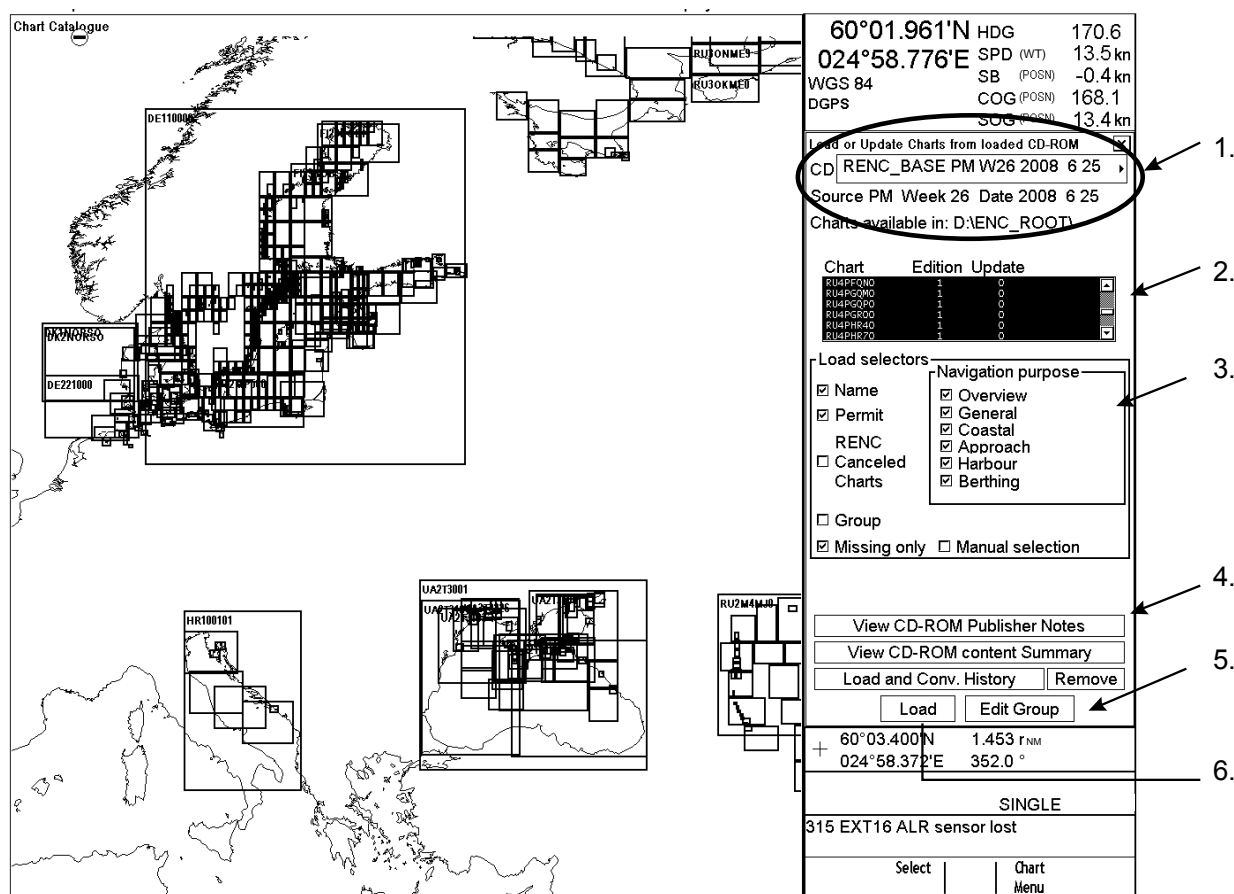 Chart Catalogue
RU3ONME3
RU3OKME0
HR100101
UA2T3001
RU2M4MJ0
DK2NORSO
DE221000
60°01.961'N HDG 170.6
024°58.776'E SPD (WT) 13.5 kn
WGS 84 SB (POSN) -0.4 kn
DGPS COG (POSN) 168.1
SOG (POSN) 13.4 kn
Load or Update Charts from loaded CD-ROM
CD RENC_BASE PM W26 2008 6 25
Source PM Week 26 Date 2008 6 25
Charts available in: D:\ENC_ROOT\
Chart Edition Update
RU4PFQN0 1 0
RU4PGQM0 1 0
RU4PGQP0 1 0
RU4PGRO0 1 0
RU4PHR40 1 0
RU4PHR70 1 0
Load selectors
Name
Permit
RENC
Canceled
Charts
Group
Missing only Manual selection
Navigation purpose
Overview
General
Coastal
Approach
Harbour
Berthing
View CD-ROM Publisher Notes
View CD-ROM content Summary
Load and Conv. History Remove
Load Edit Group
60°03.400'N 1.453 rNM
024°58.372'E 352.0 °
SINGLE
315 EXT16 ALR sensor lost
Select Chart
Menu
1.
2.
3.
4.
5.
6.